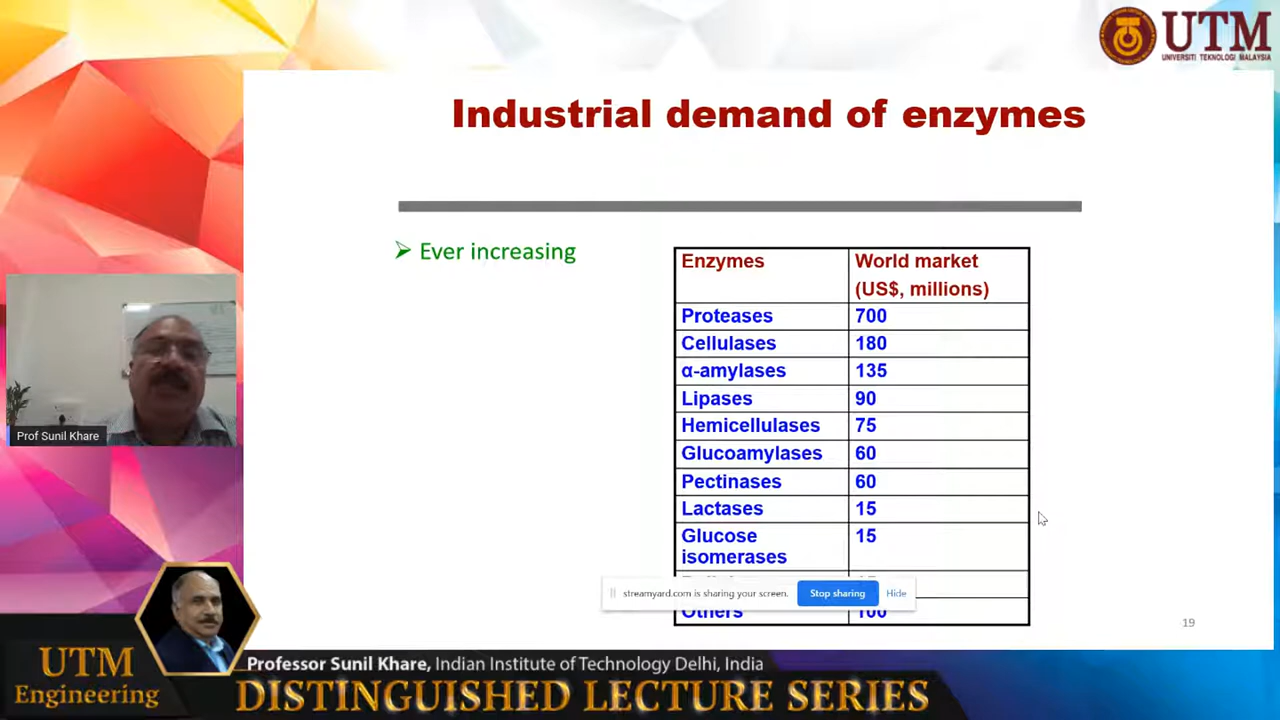 UTM
UNIVERSITI TEKNOLOGI MALAYSIA
Industrial demand of enzymes
➢ Ever increasing
Enzymes World market
(US$, millions)
Proteases 700
Cellulases 180
α-amylases 135
Lipases 90
Hemicellulases 75
Glucoamylases 60
Pectinases 60
Lactases 15
Glucose 15
isomerases
streamyard.com is sharing your screen. Stop sharing Hide
Others 100
19
Prof Sunil Khare
UTM
Engineering
Professor Sunil Khare, Indian Institute of Technology Delhi, India
DISTINGUISHED LECTURE SERIES